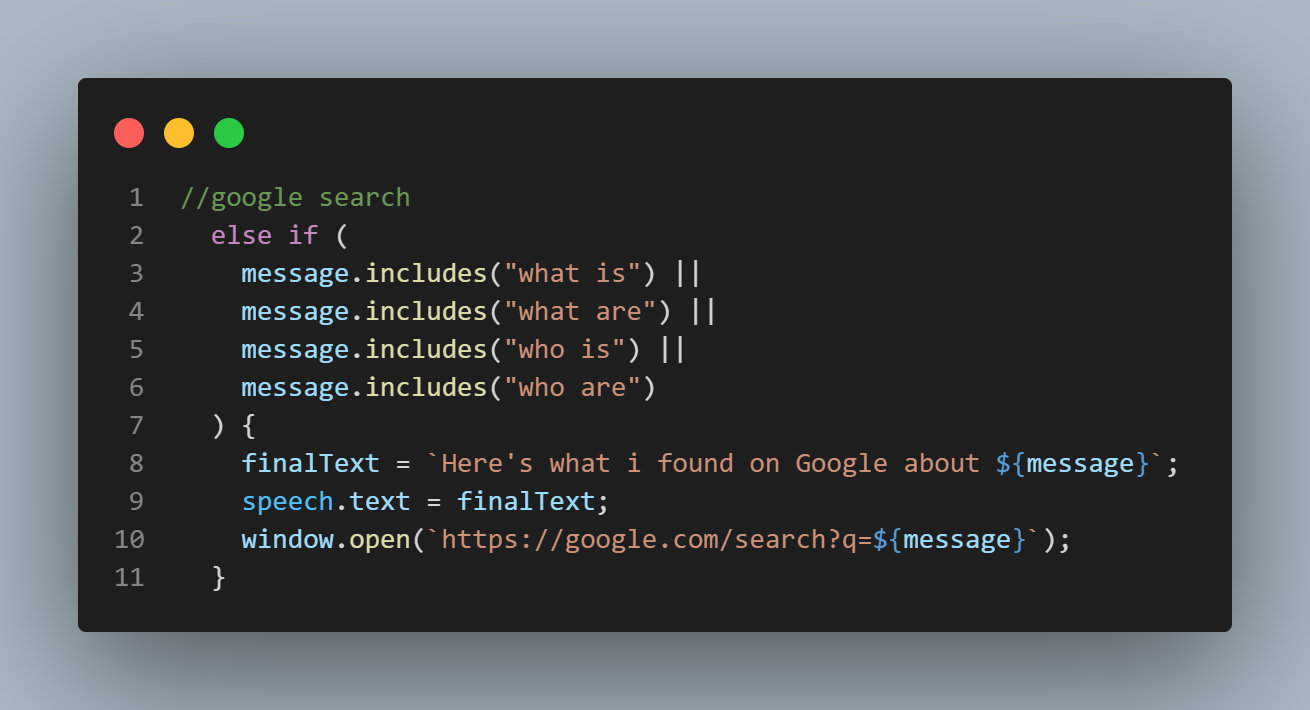 1 //google search
2 else if (
3 message.includes("what is") ||
4 message.includes("what are") ||
5 message.includes("who is") ||
6 message.includes("who are")
7 ) {
8 finalText = `Here's what i found on Google about ${message}`;
9 speech.text = finalText;
10 window.open(`https://google.com/search?q=${message}`);
11 }